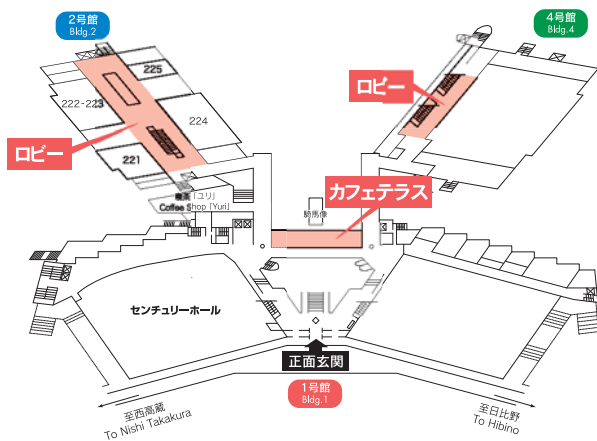 2号館
Bldg.2
4号館
Bldg.4
225
222-223
224
221
ロビー
ロビー
喫茶「ユリ」
Coffee Shop「Yuri」
カフェテラス
騎馬像
センチュリーホール
正面玄関
1号館
Bldg.1
至西高蔵
To Nishi Takakura
至日比野
To Hibino